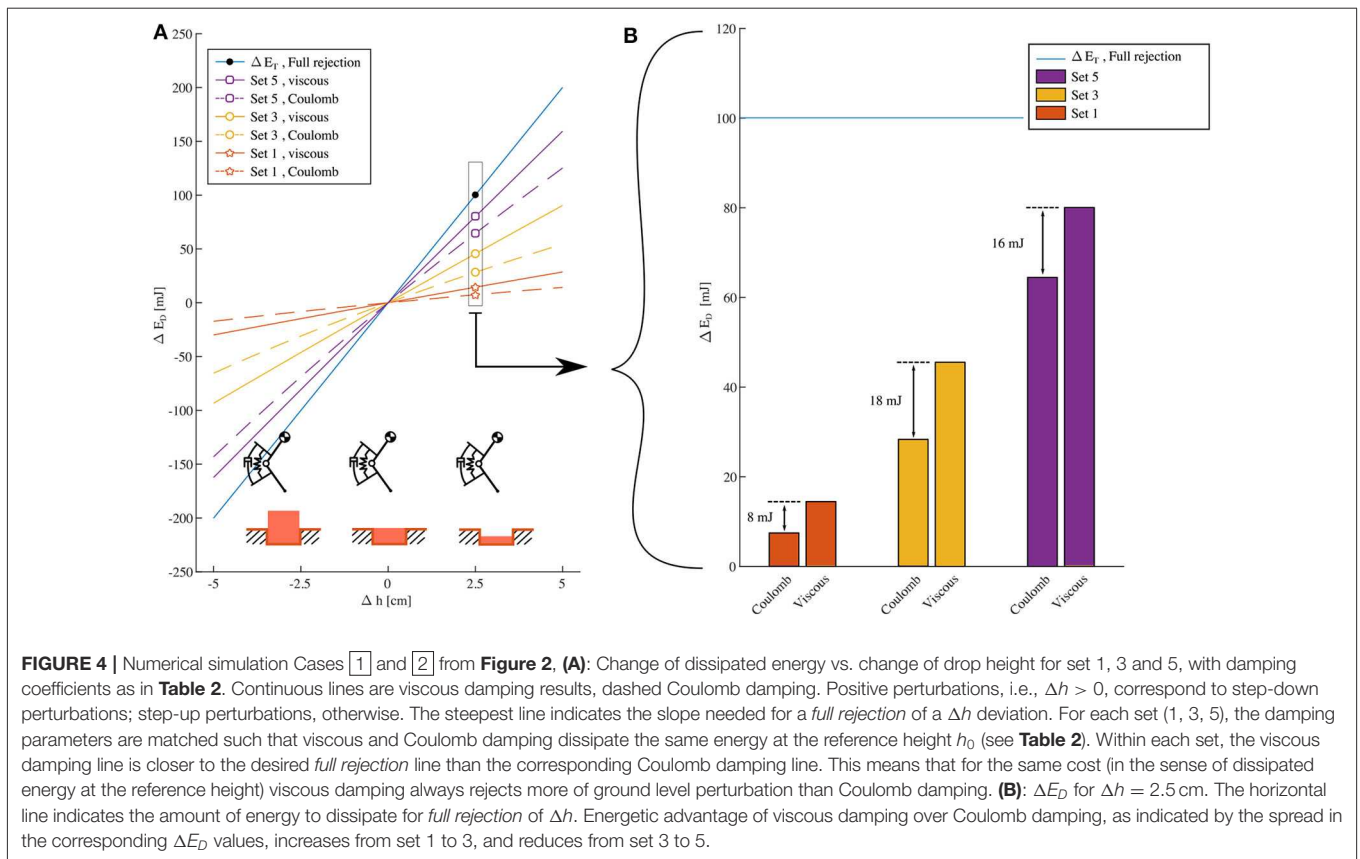 A
250
200
150
100
50
0
-50
-100
-150
-200
-250
Δ E_D [mJ]
-5
-2.5
0
2.5
5
Δ h [cm]
Δ E_T , Full rejection
Set 5 , viscous
Set 5 , Coulomb
Set 3 , viscous
Set 3 , Coulomb
Set 1 , viscous
Set 1 , Coulomb
B
120
100
80
60
40
20
0
Δ E_D [mJ]
Δ E_T , Full rejection
Set 5
Set 3
Set 1
16 mJ
18 mJ
8 mJ
Coulomb
Viscous
Coulomb
Viscous
Coulomb
Viscous
FIGURE 4 | Numerical simulation Cases 1 and 2 from Figure 2, (A): Change of dissipated energy vs. change of drop height for set 1, 3 and 5, with damping
coefficients as in Table 2. Continuous lines are viscous damping results, dashed Coulomb damping. Positive perturbations, i.e., Δh > 0, correspond to step-down
perturbations; step-up perturbations, otherwise. The steepest line indicates the slope needed for a full rejection of a Δh deviation. For each set (1, 3, 5), the damping
parameters are matched such that viscous and Coulomb damping dissipate the same energy at the reference height h₀ (see Table 2). Within each set, the viscous
damping line is closer to the desired full rejection line than the corresponding Coulomb damping line. This means that for the same cost (in the sense of dissipated
energy at the reference height) viscous damping always rejects more of ground level perturbation than Coulomb damping. (B): ΔE_D for Δh = 2.5 cm. The horizontal
line indicates the amount of energy to dissipate for full rejection of Δh. Energetic advantage of viscous damping over Coulomb damping, as indicated by the spread in
the corresponding ΔE_D values, increases from set 1 to 3, and reduces from set 3 to 5.